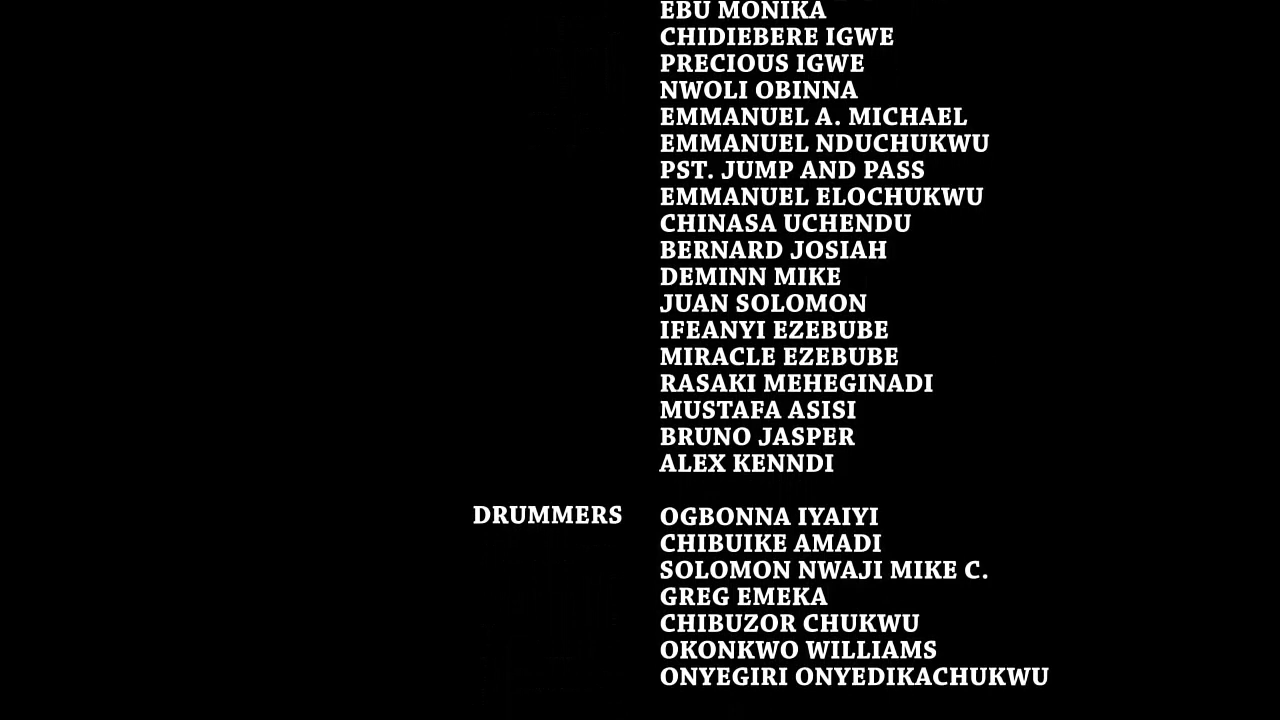 EBU MONIKA
CHIDIEBERE IGWE
PRECIOUS IGWE
NWOLI OBINNA
EMMANUEL A. MICHAEL
EMMANUEL NDUCHUKWU
PST. JUMP AND PASS
EMMANUEL ELOCHUKWU
CHINASA UCHENDU
BERNARD JOSIAH
DEMINN MIKE
JUAN SOLOMON
IFEANYI EZEBUBE
MIRACLE EZEBUBE
RASAKI MEHEGINADI
MUSTAFA ASISI
BRUNO JASPER
ALEX KENNDI
DRUMMERS OGBONNA IYAIYI
CHIBUIKE AMADI
SOLOMON NWAJI MIKE C.
GREG EMEKA
CHIBUZOR CHUKWU
OKONKWO WILLIAMS
ONYEGIRI ONYEDIKACHUKWU